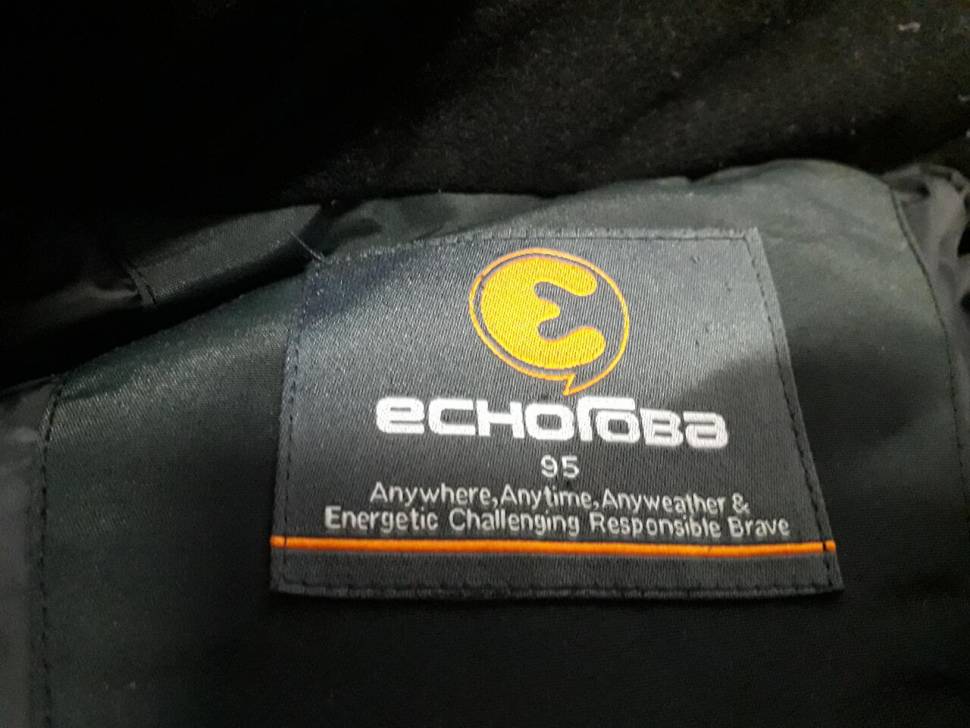 echoroba
95
Anywhere,Anytime,Anyweather &
Energetic Challenging Responsible Brave